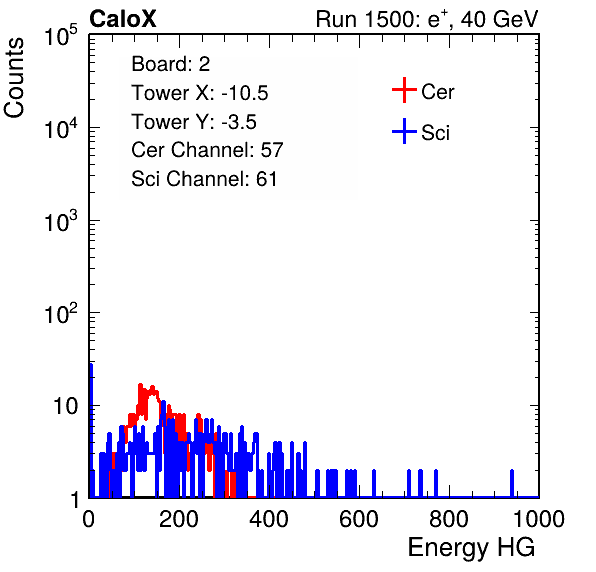 CaloX Run 1500: e⁺, 40 GeV
Counts
10⁵
10⁴
10³
10²
10
1
Board: 2
Tower X: -10.5
Tower Y: -3.5
Cer Channel: 57
Sci Channel: 61
Cer
Sci
0 200 400 600 800 1000
Energy HG